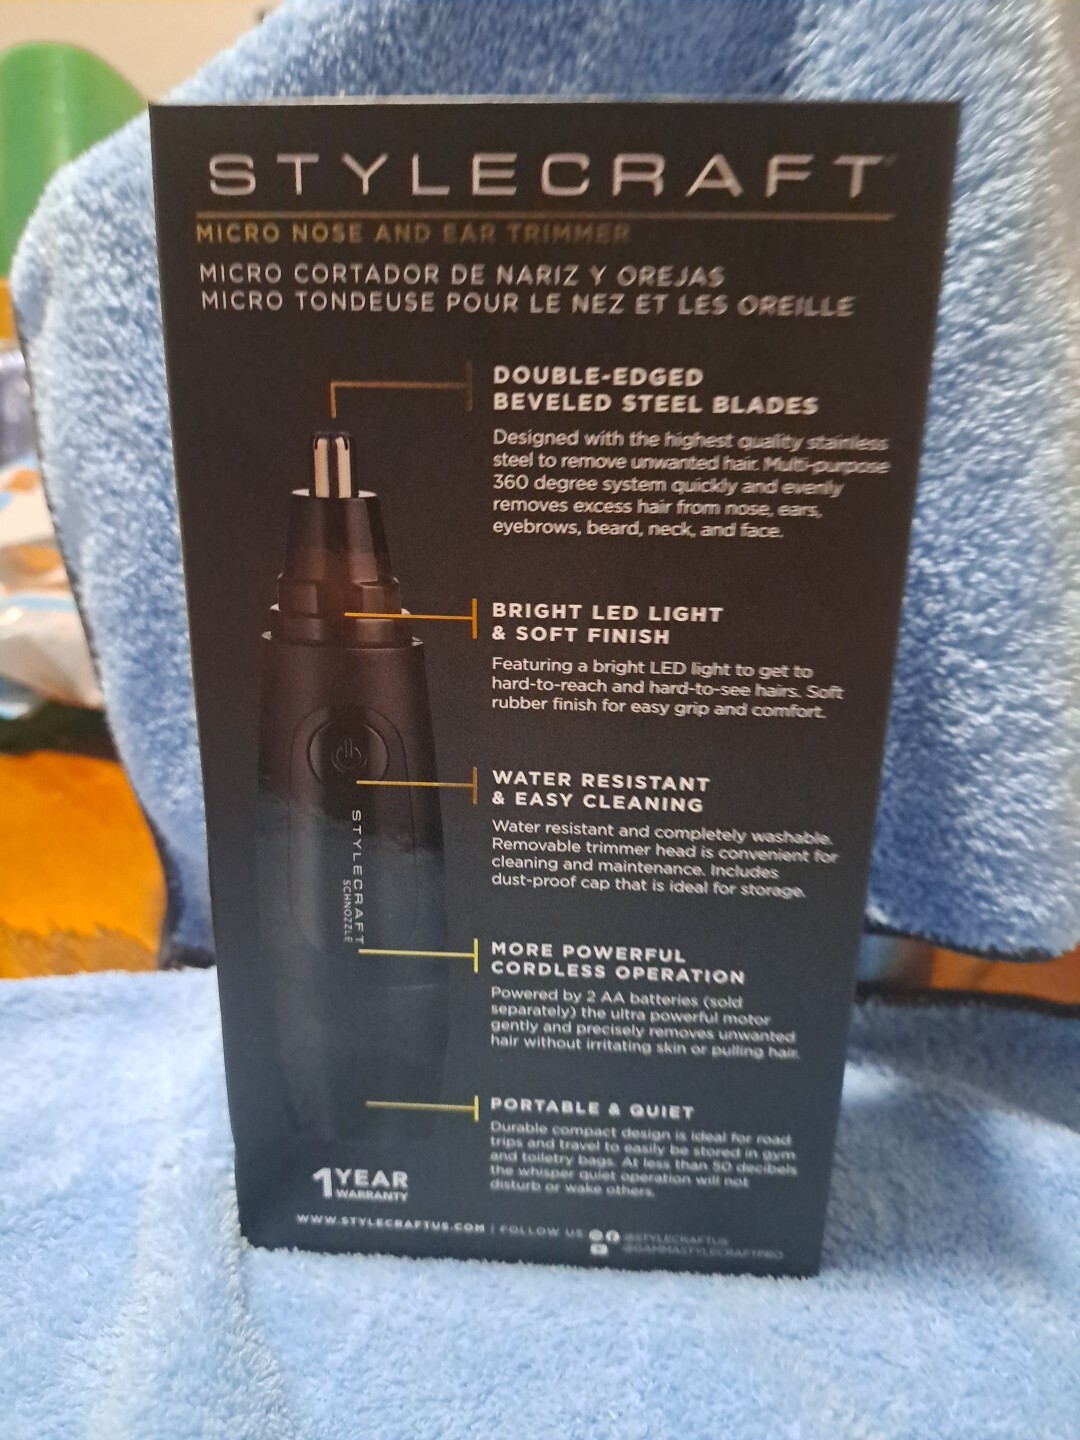 STYLECRAFT
MICRO NOSE AND EAR TRIMMER
MICRO CORTADOR DE NARIZ Y OREJAS
MICRO TONDEUSE POUR LE NEZ ET LES OREILLE
DOUBLE-EDGED
BEVELED STEEL BLADES
Designed with the highest quality stainless
steel to remove unwanted hair. Multi-purpose
360 degree system quickly and evenly
removes excess hair from nose, ears,
eyebrows, beard, neck, and face.
BRIGHT LED LIGHT
& SOFT FINISH
Featuring a bright LED light to get to
hard-to-reach and hard-to-see hairs. Soft
rubber finish for easy grip and comfort.
WATER RESISTANT
& EASY CLEANING
Water resistant and completely washable.
Removable trimmer head is convenient for
cleaning and maintenance. Includes
dust-proof cap that is ideal for storage.
STYLECRAFT
SCHNOZZLE
MORE POWERFUL
CORDLESS OPERATION
Powered by 2 AA batteries (sold
separately) the ultra powerful motor
gently and precisely removes unwanted
hair without irritating skin or pulling hair.
PORTABLE & QUIET
Durable compact design is ideal for road
trips and travel to easily be stored in gym
and toiletry bags. At less than 50 decibels
the whisper quiet operation will not
disturb or wake others.
1 YEAR
WARRANTY
WWW.STYLECRAFTUS.COM | FOLLOW US @STYLECRAFTUS
@GAMMASTYLECRAFTPRO